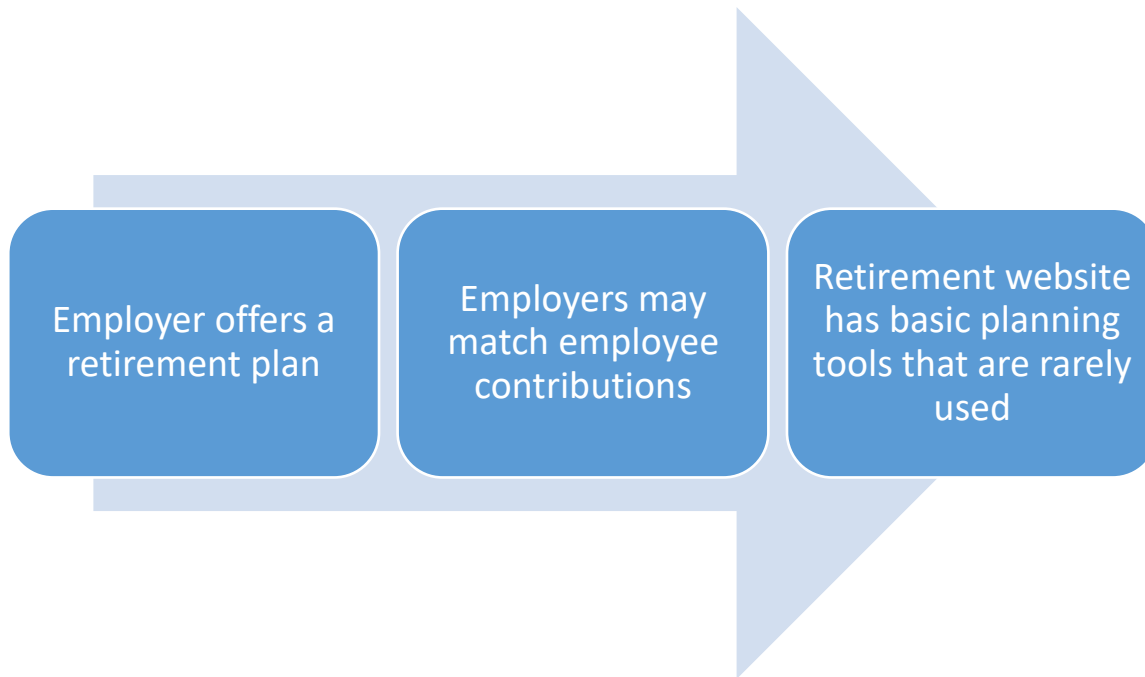 Employer offers a
retirement plan
Employers may
match employee
contributions
Retirement website
has basic planning
tools that are rarely
used